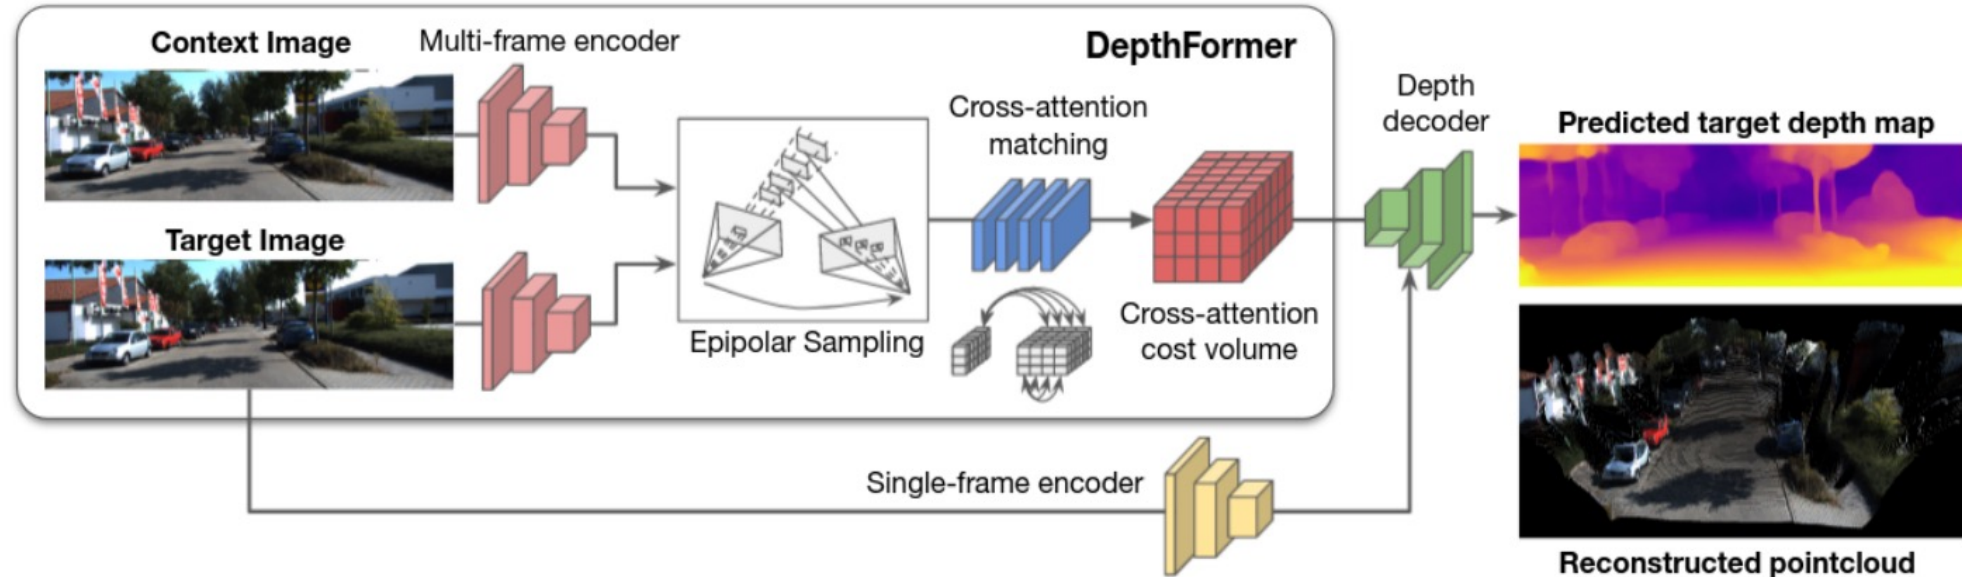 Context Image
Multi-frame encoder
DepthFormer
Target Image
Epipolar Sampling
Cross-attention
matching
Cross-attention
cost volume
Depth
decoder
Predicted target depth map
Single-frame encoder
Reconstructed pointcloud